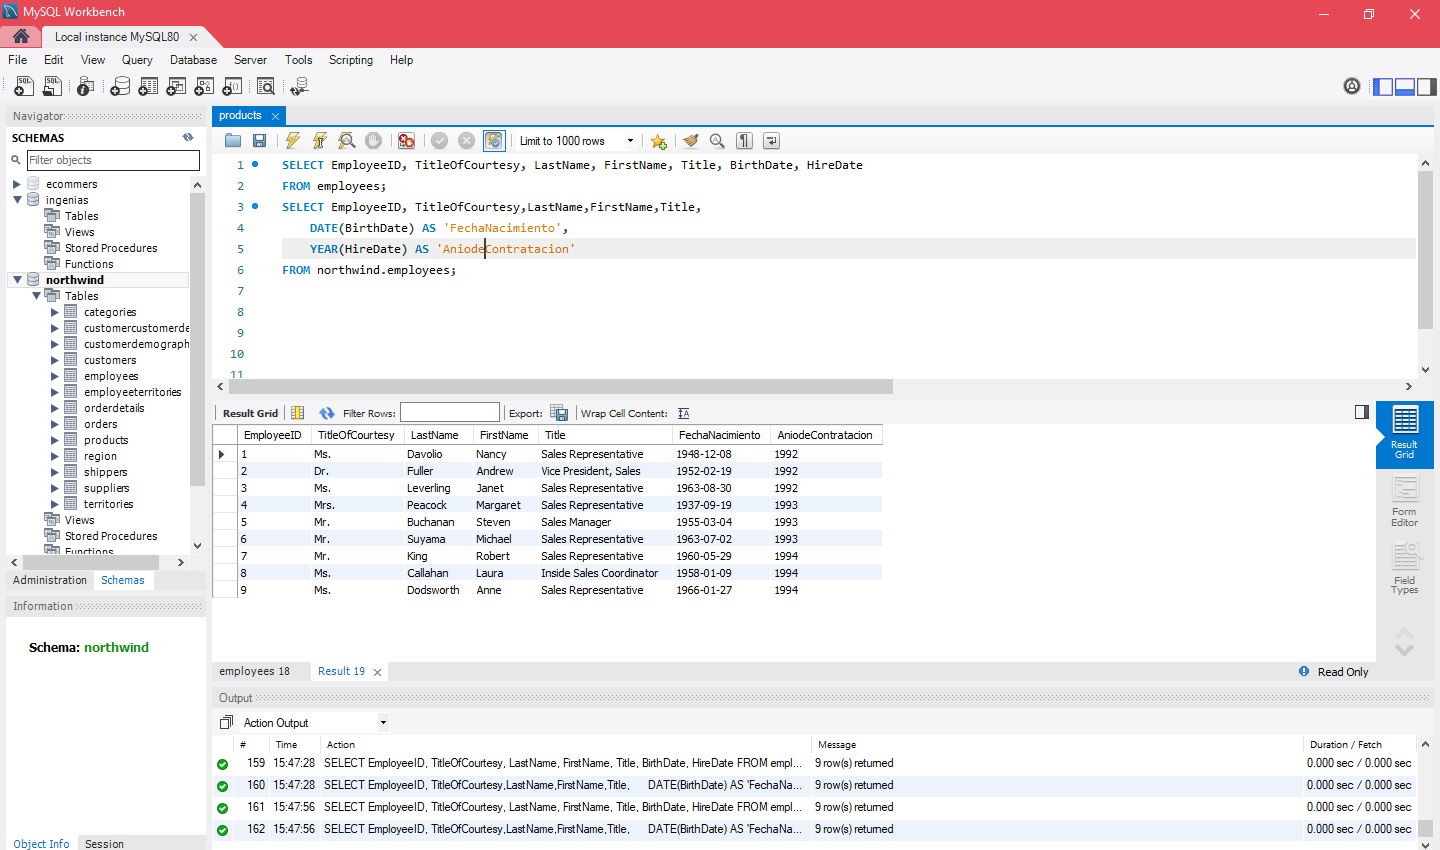 MySQL Workbench
Local instance MySQL80
File Edit View Query Database Server Tools Scripting Help
Navigator
SCHEMAS
Filter objects
ecommers
ingenias
Tables
Views
Stored Procedures
Functions
northwind
Tables
categories
customercustomerde
customerdemograph
customers
employees
employeeterritories
orderdetails
orders
products
region
shippers
suppliers
territories
Views
Stored Procedures
Functions
Administration Schemas
Information
Schema: northwind
Object Info Session
products
Limit to 1000 rows
1 SELECT EmployeeID, TitleOfCourtesy, LastName, FirstName, Title, BirthDate, HireDate
2 FROM employees;
3 SELECT EmployeeID, TitleOfCourtesy,LastName,FirstName,Title,
4 DATE(BirthDate) AS 'FechaNacimiento',
5 YEAR(HireDate) AS 'AniodeContratacion'
6 FROM northwind.employees;
7
8
9
10
11
Result Grid Filter Rows: Export: Wrap Cell Content:
EmployeeID TitleOfCourtesy LastName FirstName Title FechaNacimiento AniodeContratacion
1 Ms. Davolio Nancy Sales Representative 1948-12-08 1992
2 Dr. Fuller Andrew Vice President, Sales 1952-02-19 1992
3 Ms. Leverling Janet Sales Representative 1963-08-30 1992
4 Mrs. Peacock Margaret Sales Representative 1937-09-19 1993
5 Mr. Buchanan Steven Sales Manager 1955-03-04 1993
6 Mr. Suyama Michael Sales Representative 1963-07-02 1993
7 Mr. King Robert Sales Representative 1960-05-29 1994
8 Ms. Callahan Laura Inside Sales Coordinator 1958-01-09 1994
9 Ms. Dodsworth Anne Sales Representative 1966-01-27 1994
Result
Grid
Form
Editor
Field
Types
employees 18 Result 19 Read Only
Output
Action Output
# Time Action Message Duration / Fetch
159 15:47:28 SELECT EmployeeID, TitleOfCourtesy, LastName, FirstName, Title, BirthDate, HireDate FROM empl... 9 row(s) returned 0.000 sec / 0.000 sec
160 15:47:28 SELECT EmployeeID, TitleOfCourtesy,LastName,FirstName,Title, DATE(BirthDate) AS 'FechaNa... 9 row(s) returned 0.000 sec / 0.000 sec
161 15:47:56 SELECT EmployeeID, TitleOfCourtesy, LastName, FirstName, Title, BirthDate, HireDate FROM empl... 9 row(s) returned 0.000 sec / 0.000 sec
162 15:47:56 SELECT EmployeeID, TitleOfCourtesy,LastName,FirstName,Title, DATE(BirthDate) AS 'FechaNa... 9 row(s) returned 0.000 sec / 0.000 sec